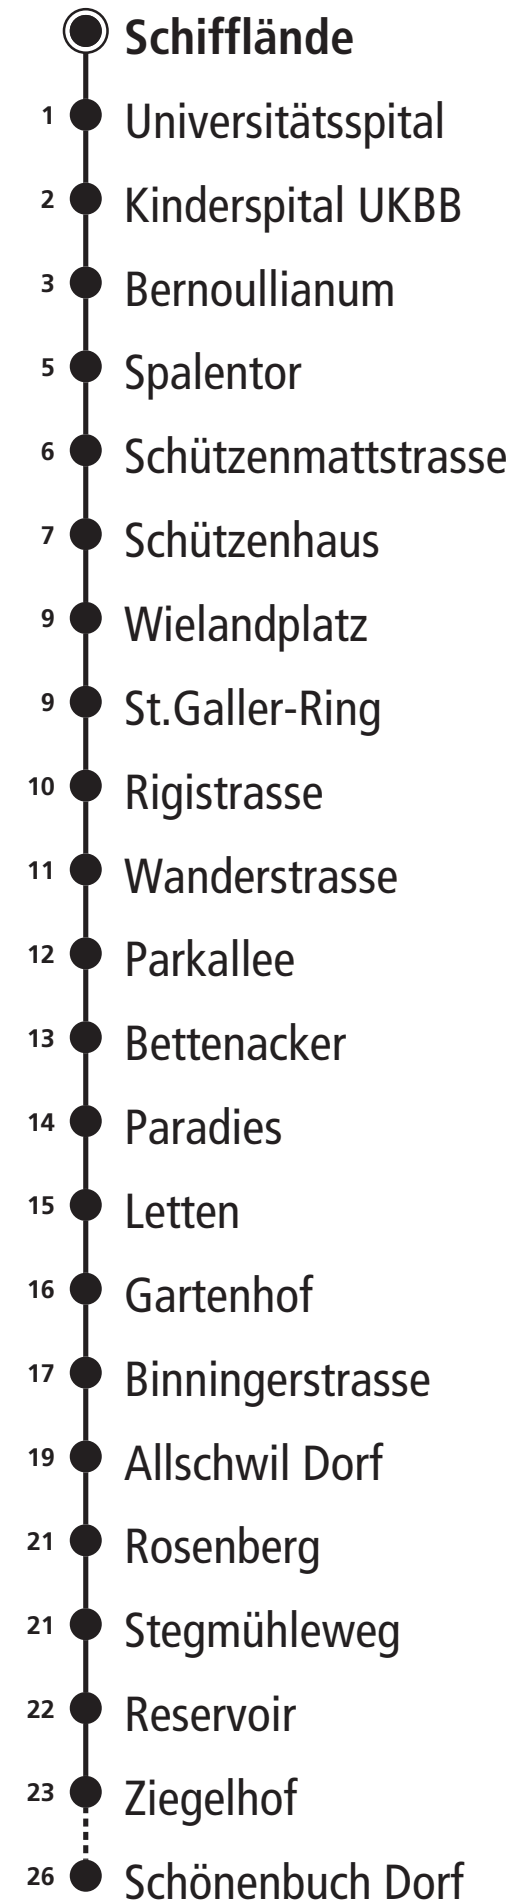 Schifflände
1 Universitätsspital
2 Kinderspital UKBB
3 Bernoullianum
5 Spalentor
6 Schützenmattstrasse
7 Schützenhaus
9 Wielandplatz
9 St.Galler-Ring
10 Rigistrasse
11 Wanderstrasse
12 Parkallee
13 Bettenacker
14 Paradies
15 Letten
16 Gartenhof
17 Binningerstrasse
19 Allschwil Dorf
21 Rosenberg
21 Stegmühleweg
22 Reservoir
23 Ziegelhof
26 Schönenbuch Dorf